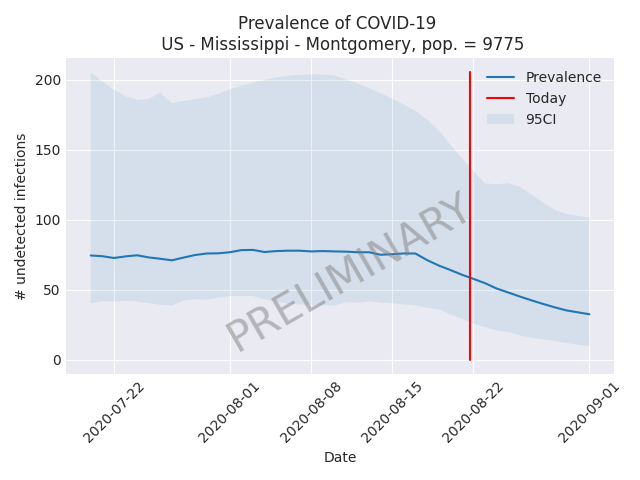 Prevalence of COVID-19
US - Mississippi - Montgomery, pop. = 9775
# undetected infections
200
150
100
50
0
Prevalence
Today
95CI
PRELIMINARY
2020-07-22
2020-08-01
2020-08-08
2020-08-15
2020-08-22
2020-09-01
Date